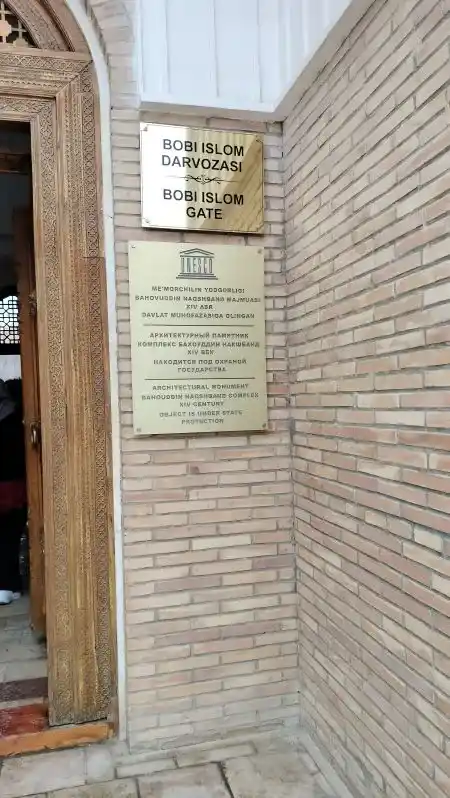 BOBI ISLOM
DARVOZASI
BOBI ISLOM
GATE
UNESCO
ME'MORCHILIK YODGORLIGI
BAHOVUDDIN NAQSHBAND MAJMUASI
XIV ASR
DAVLAT MUHOFAZASIGA OLINGAN
АРХИТЕКТУРНЫЙ ПАМЯТНИК
КОМПЛЕКС БАХОУДДИН НАКШБАНД
XIV ВЕК
НАХОДИТСЯ ПОД ОХРАНОЙ
ГОСУДАРСТВА
ARCHITECTURAL MONUMENT
BAHOUDDIN NAQSHBAND COMPLEX
XIV CENTURY
OBJECT IS UNDER STATE
PROTECTION